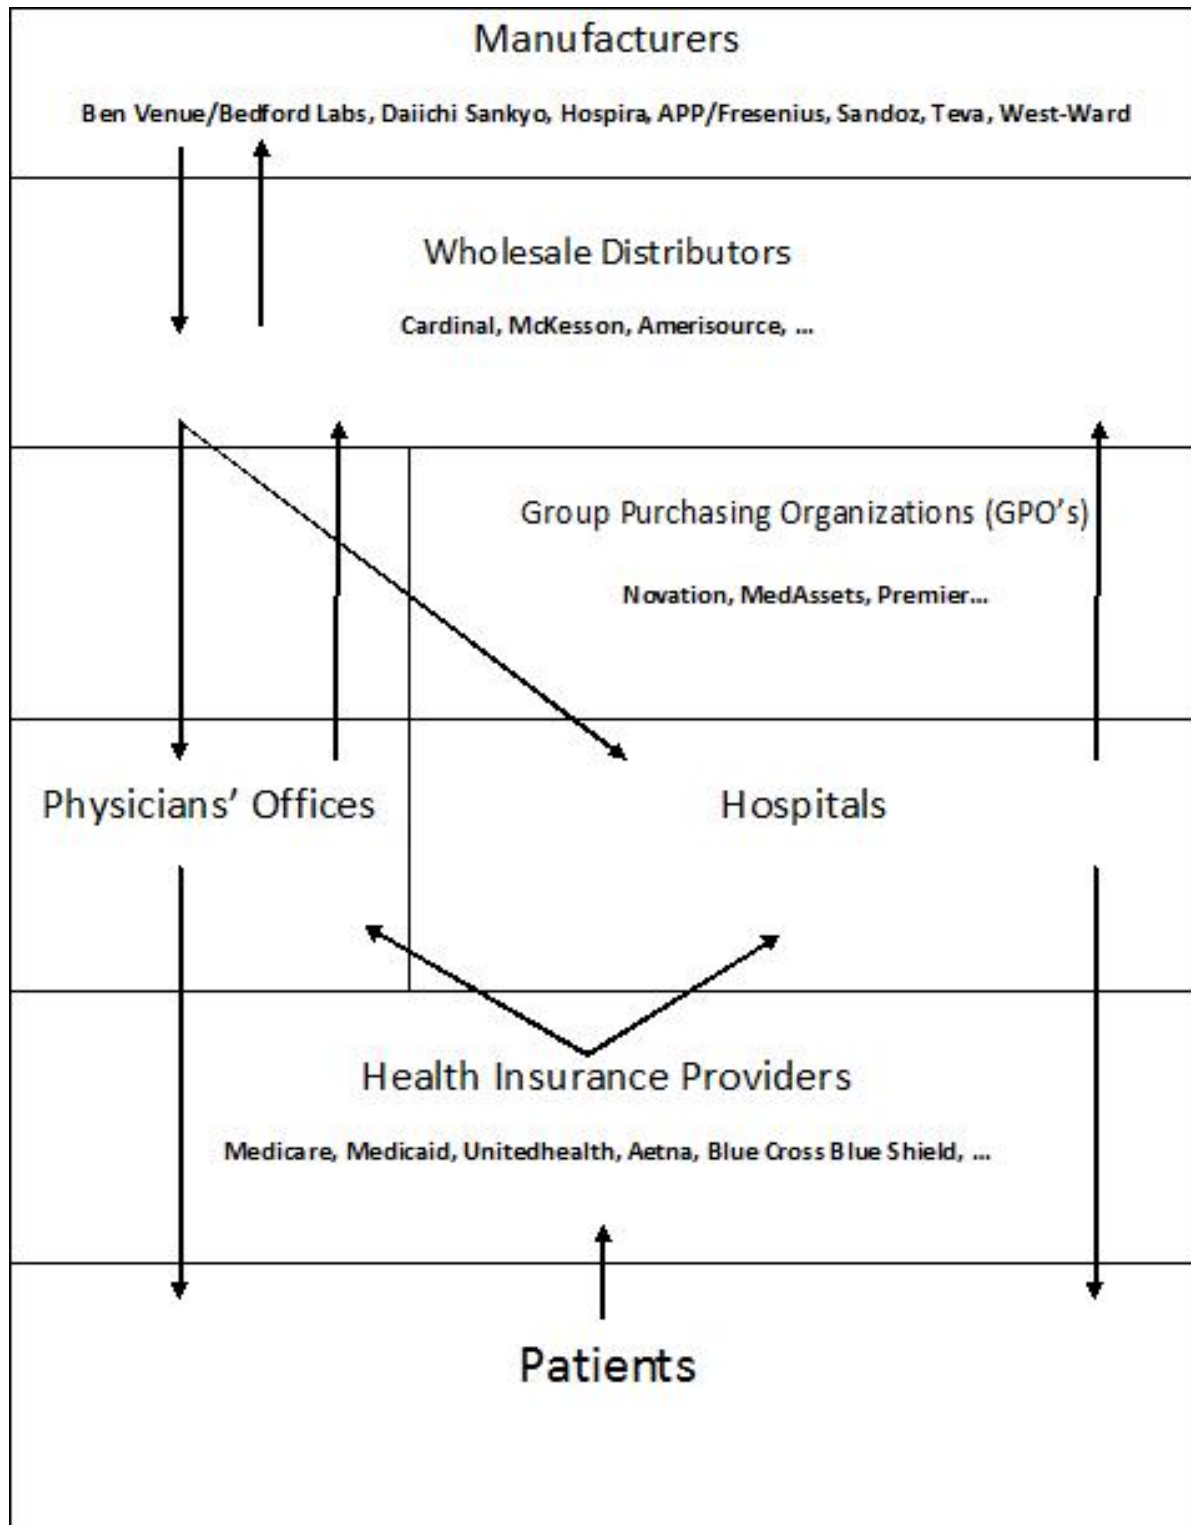 Manufacturers
Ben Venue/Bedford Labs, Daiichi Sankyo, Hospira, APP/Fresenius, Sandoz, Teva, West-Ward
Wholesale Distributors
Cardinal, McKesson, Amerisource, ...
Group Purchasing Organizations (GPO's)
Novation, MedAssets, Premier...
Physicians' Offices
Hospitals
Health Insurance Providers
Medicare, Medicaid, Unitedhealth, Aetna, Blue Cross Blue Shield, ...
Patients